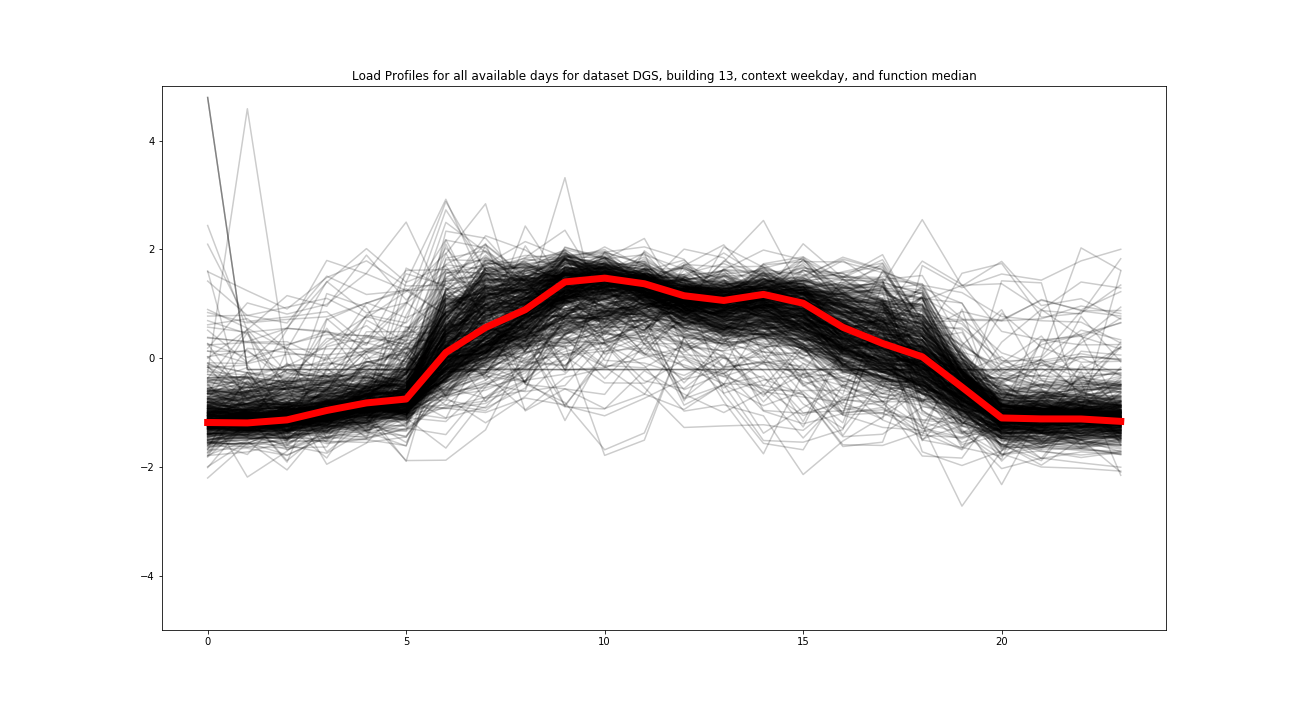 Load Profiles for all available days for dataset DGS, building 13, context weekday, and function median
4
2
0
−2
−4
0 5 10 15 20